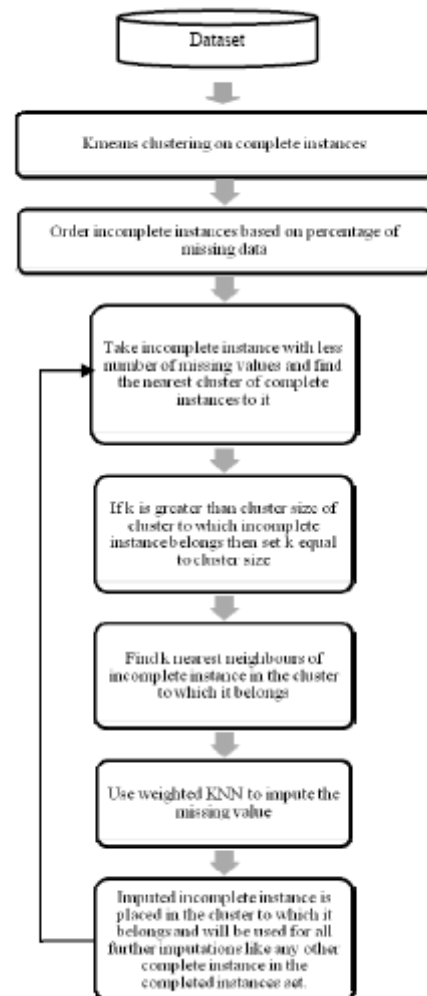 Dataset
Kmeans clustering on complete instances
Order incomplete instances based on percentage of
missing data
Take incomplete instance with less
number of missing values and find
the nearest cluster of complete
instances to it
If k is greater than cluster size of
cluster to which incomplete
instance belongs then set k equal
to cluster size
Find k nearest neighbours of
incomplete instance in the cluster
to which it belongs
Use weighted KNN to impute the
missing value
Imputed incomplete instance is
placed in the cluster to which it
belongs and will be used for all
further imputations like any other
complete instance in the
completed instances set.